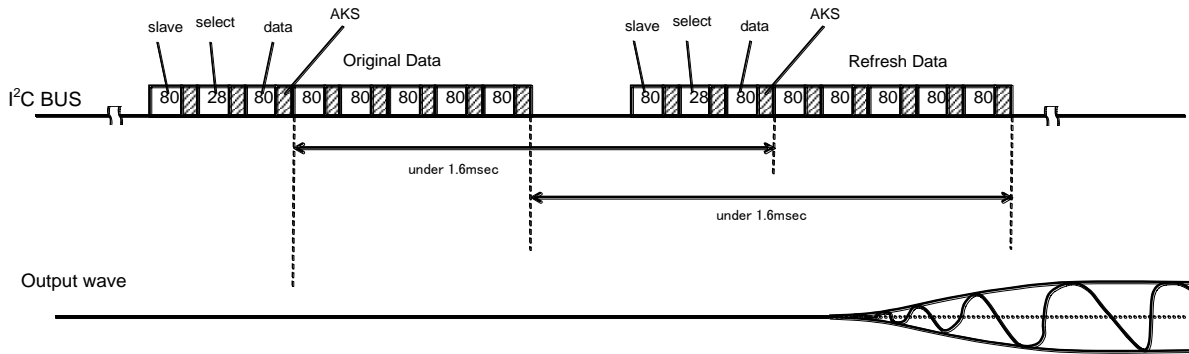 slave select data AKS slave select data AKS
Original Data Refresh Data
I²C BUS 80 28 80 80 80 80 80 80 80 28 80 80 80 80 80 80
under 1.6msec
under 1.6msec
Output wave